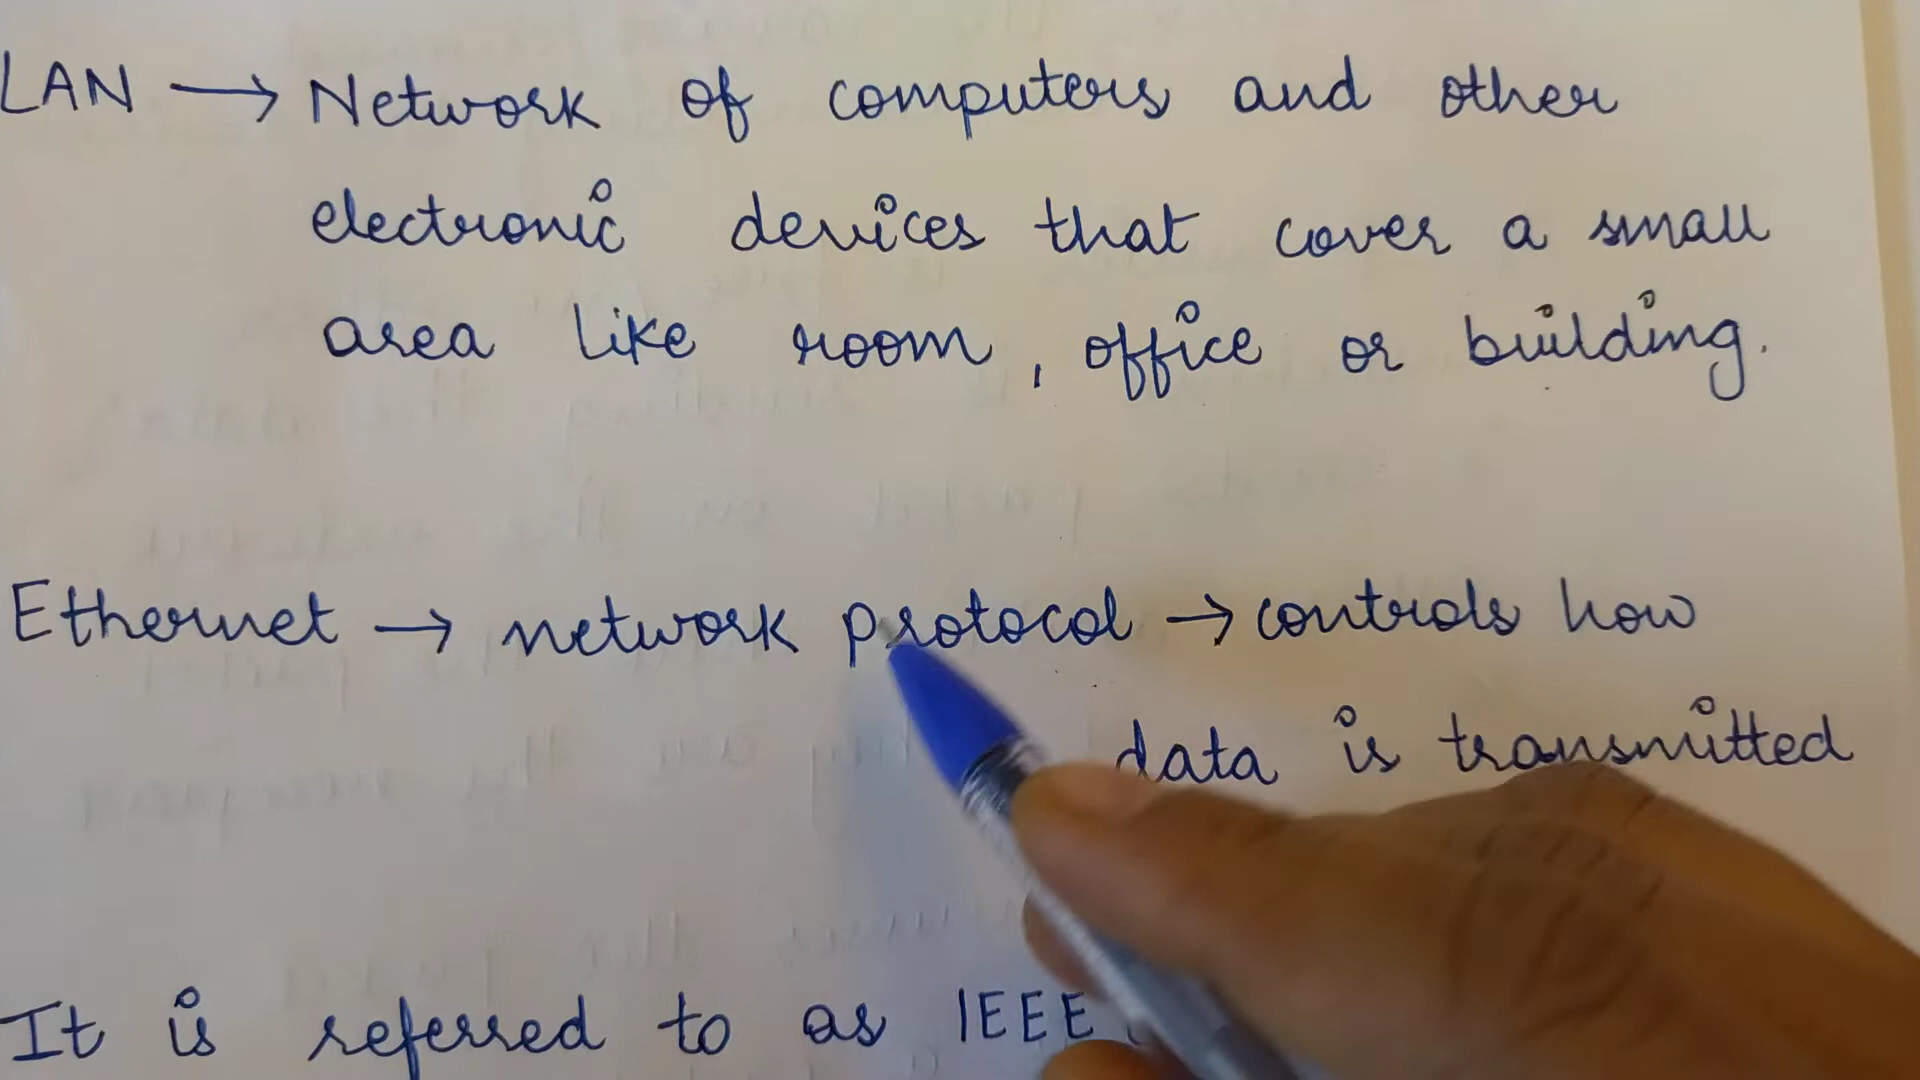 LAN → Network of computers and other
electronic devices that cover a small
area like room, office or building.
Ethernet → network protocol → controls how
data is transmitted
It is referred to as IEEE